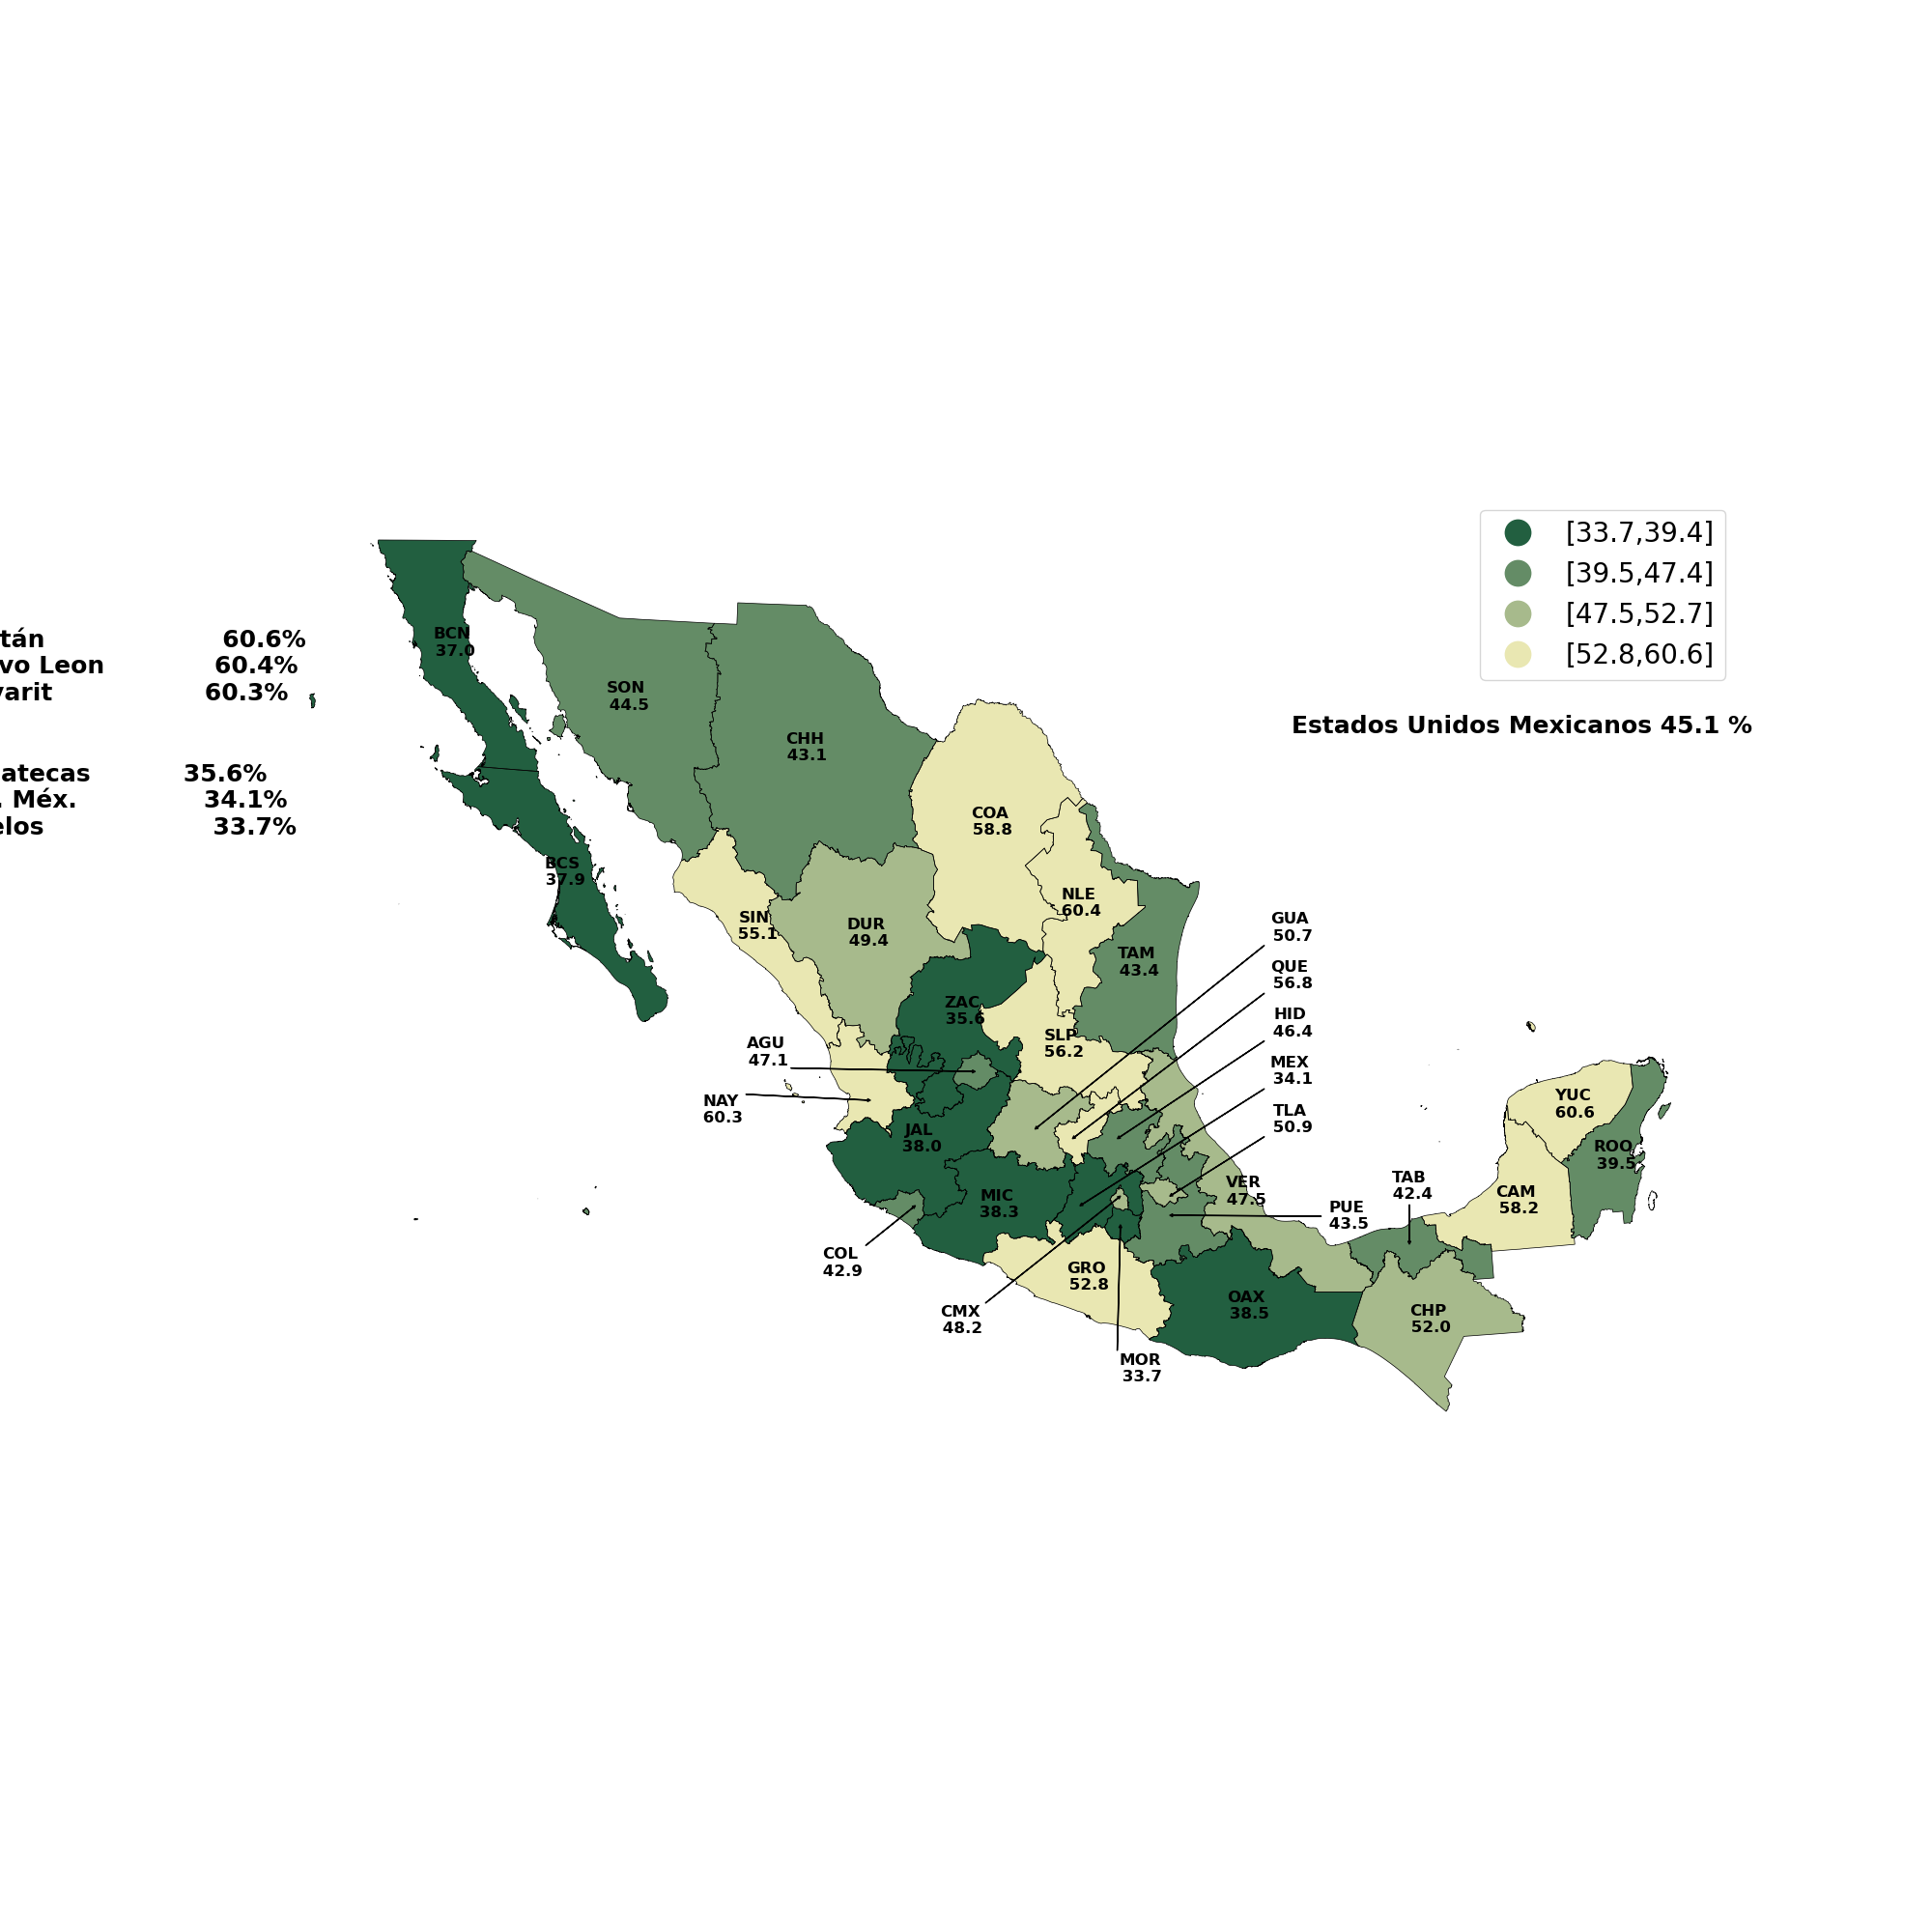 [33.7,39.4]
[39.5,47.4]
[47.5,52.7]
[52.8,60.6]
Estados Unidos Mexicanos 45.1 %
tán 60.6%
vo Leon 60.4%
varit 60.3%
atecas 35.6%
. Méx. 34.1%
elos 33.7%
BCN
37.0
SON
44.5
CHH
43.1
COA
58.8
BCS
37.9
NLE
60.4
SIN
55.1
DUR
49.4
TAM
43.4
GUA
50.7
QUE
56.8
ZAC
35.6
HID
46.4
SLP
56.2
AGU
47.1
MEX
34.1
NAY
60.3
YUC
60.6
TLA
50.9
JAL
38.0
ROO
39.5
VER
47.5
TAB
42.4
CAM
58.2
MIC
38.3
PUE
43.5
COL
42.9
GRO
52.8
OAX
38.5
CMX
48.2
CHP
52.0
MOR
33.7